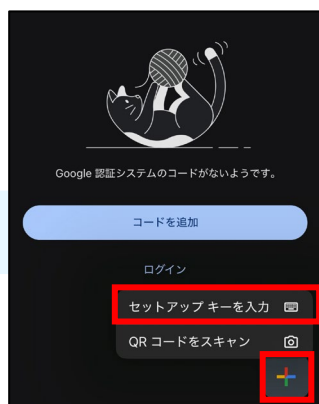 Google 認証システムのコードがないようです。
コードを追加
ログイン
セットアップ キーを入力
QR コードをスキャン